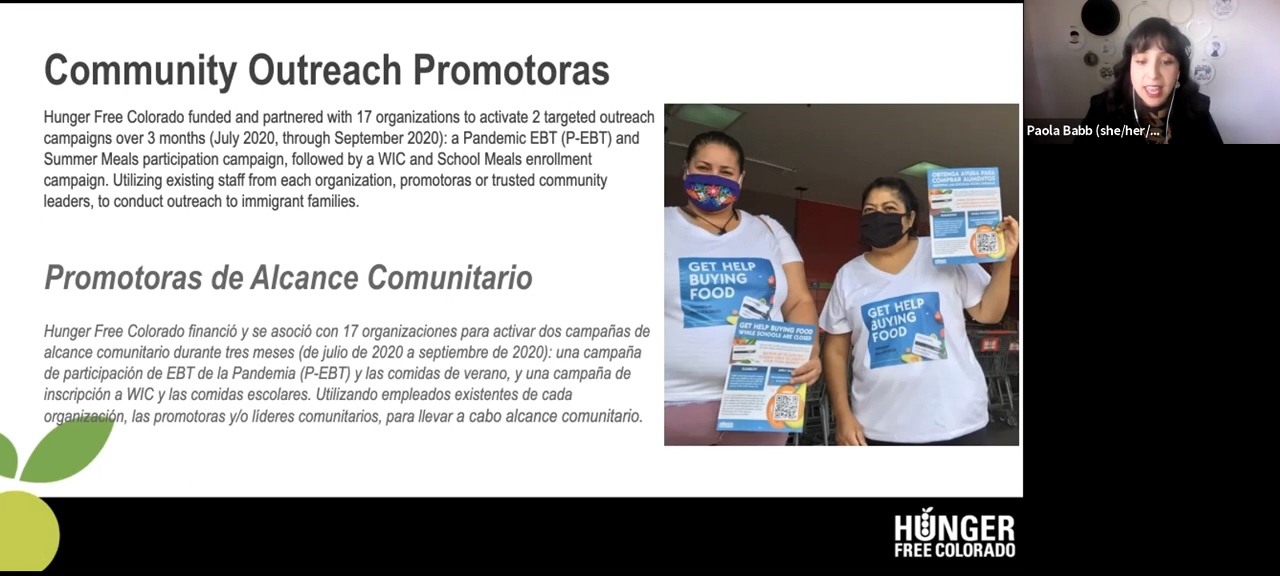 Community Outreach Promotoras
Hunger Free Colorado funded and partnered with 17 organizations to activate 2 targeted outreach
campaigns over 3 months (July 2020, through September 2020): a Pandemic EBT (P-EBT) and
Summer Meals participation campaign, followed by a WIC and School Meals enrollment
campaign. Utilizing existing staff from each organization, promotoras or trusted community
leaders, to conduct outreach to immigrant families.
Promotoras de Alcance Comunitario
Hunger Free Colorado financió y se asoció con 17 organizaciones para activar dos campañas de
alcance comunitario durante tres meses (de julio de 2020 a septiembre de 2020): una campaña
de participación de EBT de la Pandemia (P-EBT) y las comidas de verano, y una campaña de
inscripción a WIC y las comidas escolares. Utilizando empleados existentes de cada
organización, las promotoras y/o líderes comunitarios, para llevar a cabo alcance comunitario.
GET HELP
BUYING
FOOD
GET HELP BUYING FOOD
WHILE SCHOOLS ARE CLOSED
GET HELP
BUYING
FOOD
OBTENGA AYUDA PARA
COMPRAR ALIMENTOS
HUNGER
FREE COLORADO
Paola Babb (she/her/...